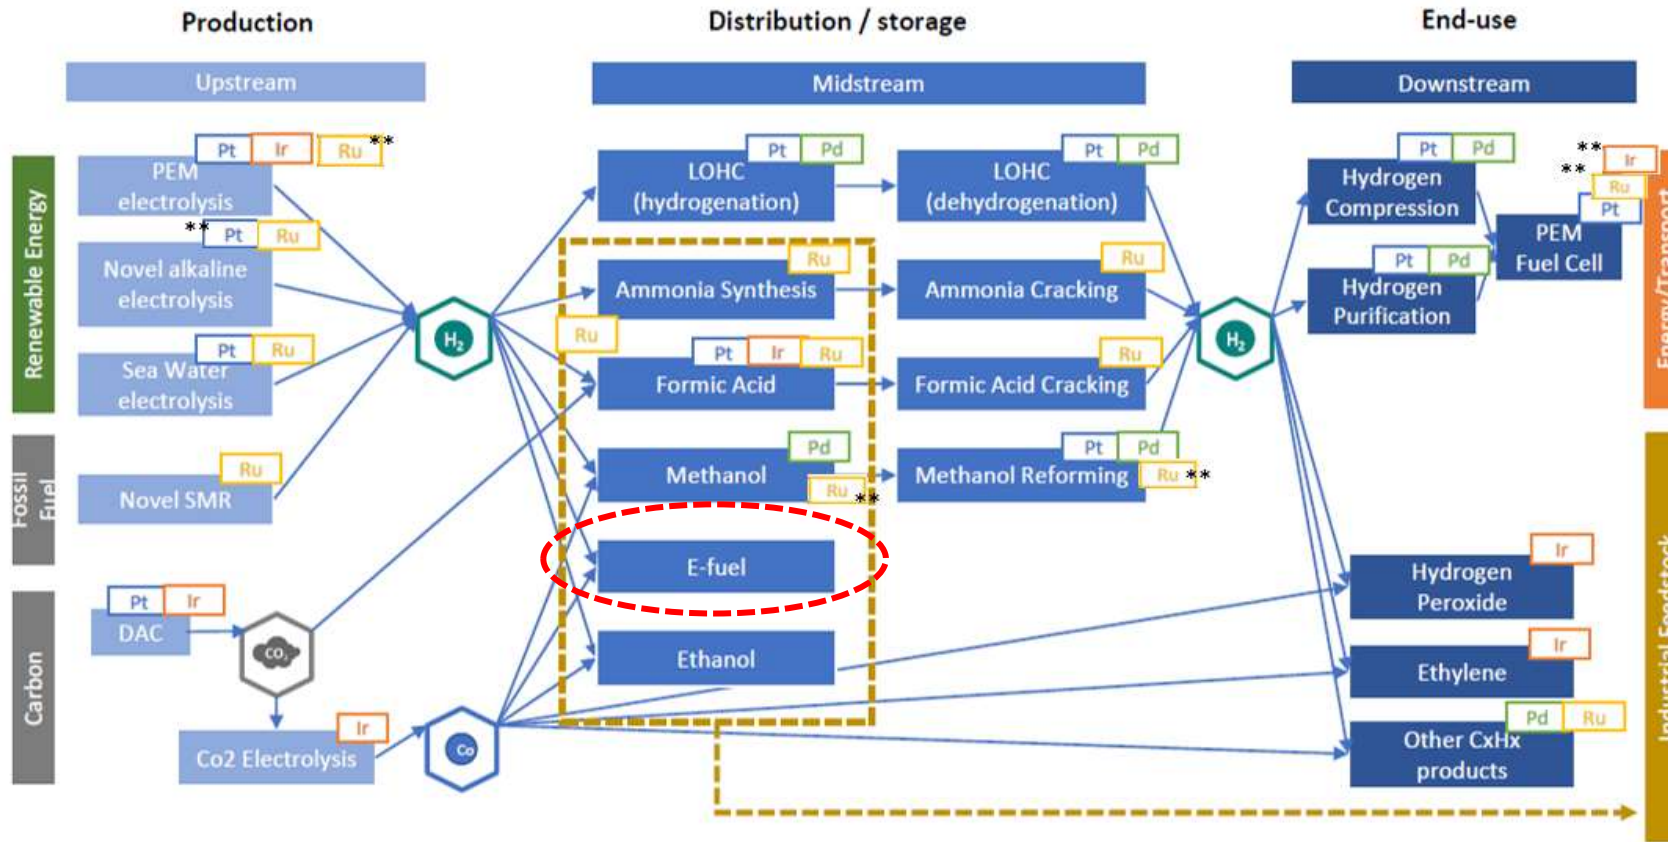 Production
Distribution / storage
End-use
Upstream
Midstream
Downstream
Renewable Energy
Pt
Ir
Ru
**
PEM
electrolysis
**
Pt
Ru
Novel alkaline
electrolysis
Pt
Ru
Sea Water
electrolysis
Fossil
Fuel
Ru
Novel SMR
Carbon
Pt
Ir
DAC
CO₂
Ir
Co2 Electrolysis
H₂
Co
Pt
Pd
LOHC
(hydrogenation)
Ru
Ammonia Synthesis
Ru
Pt
Ir
Ru
Formic Acid
Pd
Methanol
Ru
**
E-fuel
Ethanol
Pt
Pd
LOHC
(dehydrogenation)
Ru
Ammonia Cracking
Ru
Formic Acid Cracking
Pt
Pd
Methanol Reforming
Ru
**
H₂
Pt
Pd
Hydrogen
Compression
Pt
Pd
Hydrogen
Purification
**
Ir
**
Ru
Pt
PEM
Fuel Cell
Ir
Hydrogen
Peroxide
Ir
Ethylene
Pd
Ru
Other CxHx
products
Energy/Transport
Industrial Feedstock